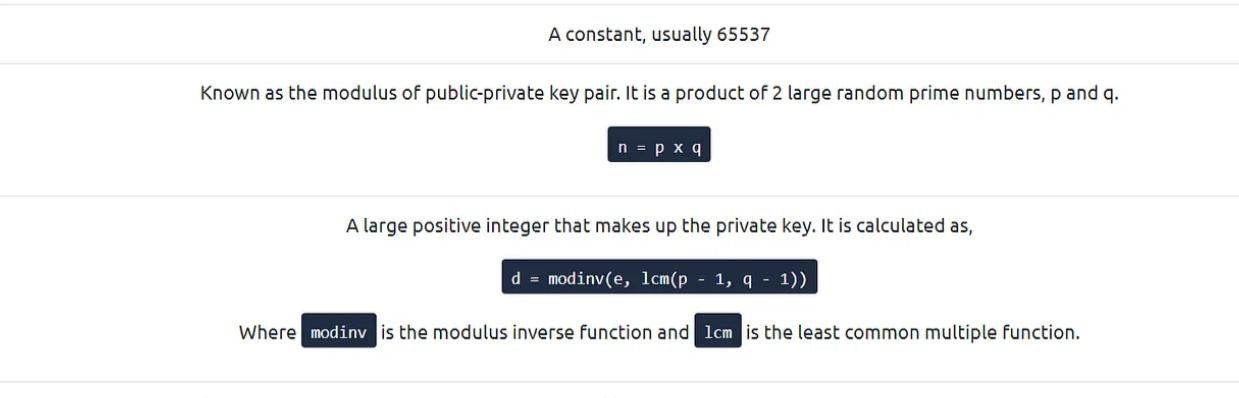 A constant, usually 65537
Known as the modulus of public-private key pair. It is a product of 2 large random prime numbers, p and q.
n = p x q
A large positive integer that makes up the private key. It is calculated as,
d = modinv(e, lcm(p - 1, q - 1))
Where modinv is the modulus inverse function and lcm is the least common multiple function.